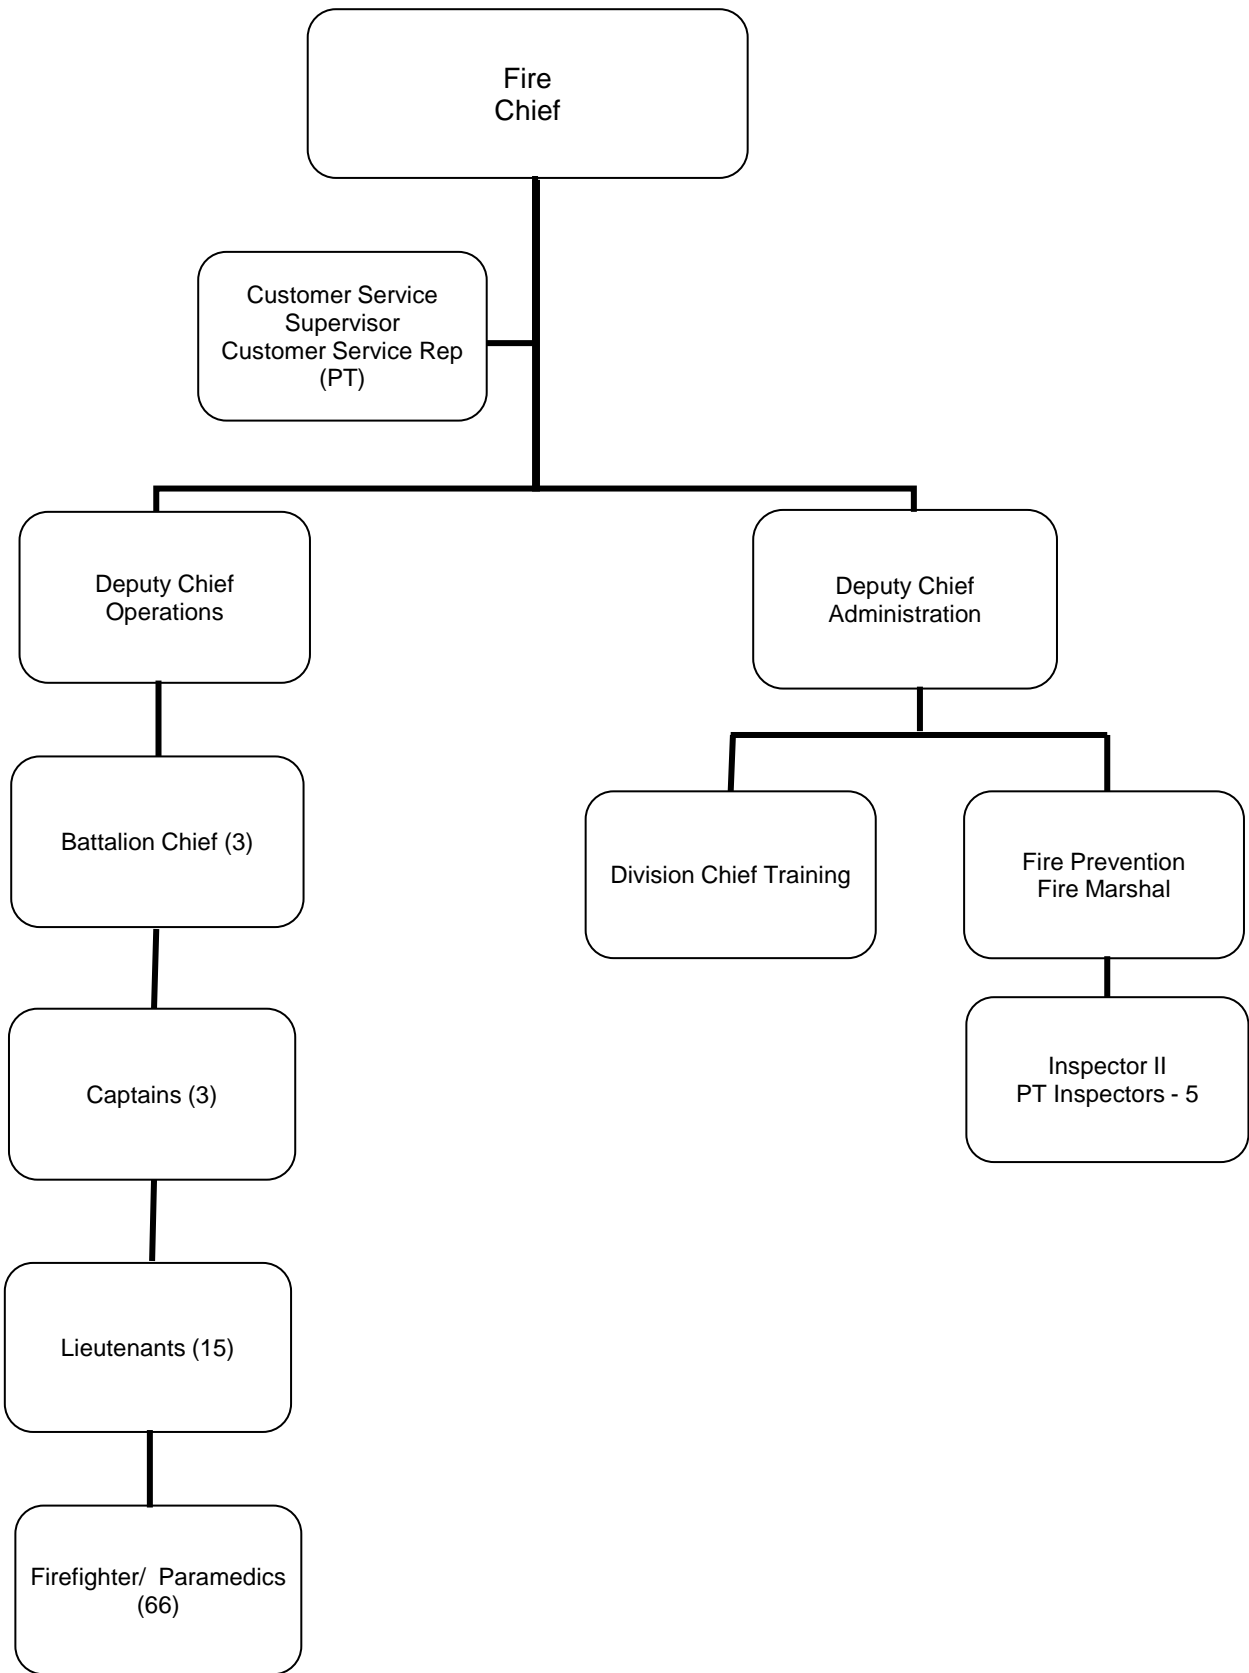 Fire
Chief
Customer Service
Supervisor
Customer Service Rep
(PT)
Deputy Chief
Operations
Deputy Chief
Administration
Battalion Chief (3)
Division Chief Training
Fire Prevention
Fire Marshal
Captains (3)
Inspector II
PT Inspectors - 5
Lieutenants (15)
Firefighter/  Paramedics
(66)